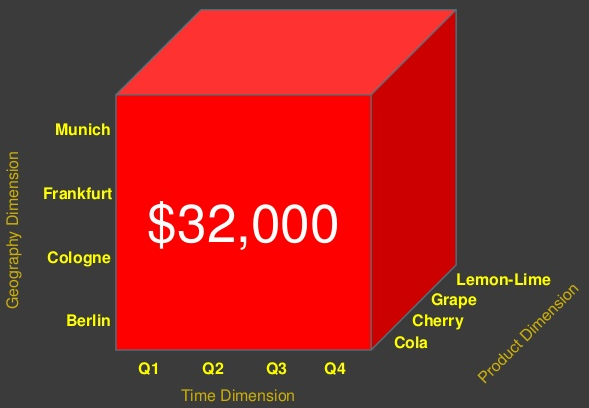 Geography Dimension
Munich
Frankfurt
Cologne
Berlin
$32,000
Lemon-Lime
Grape
Cherry
Cola
Product Dimension
Q1 Q2 Q3 Q4
Time Dimension